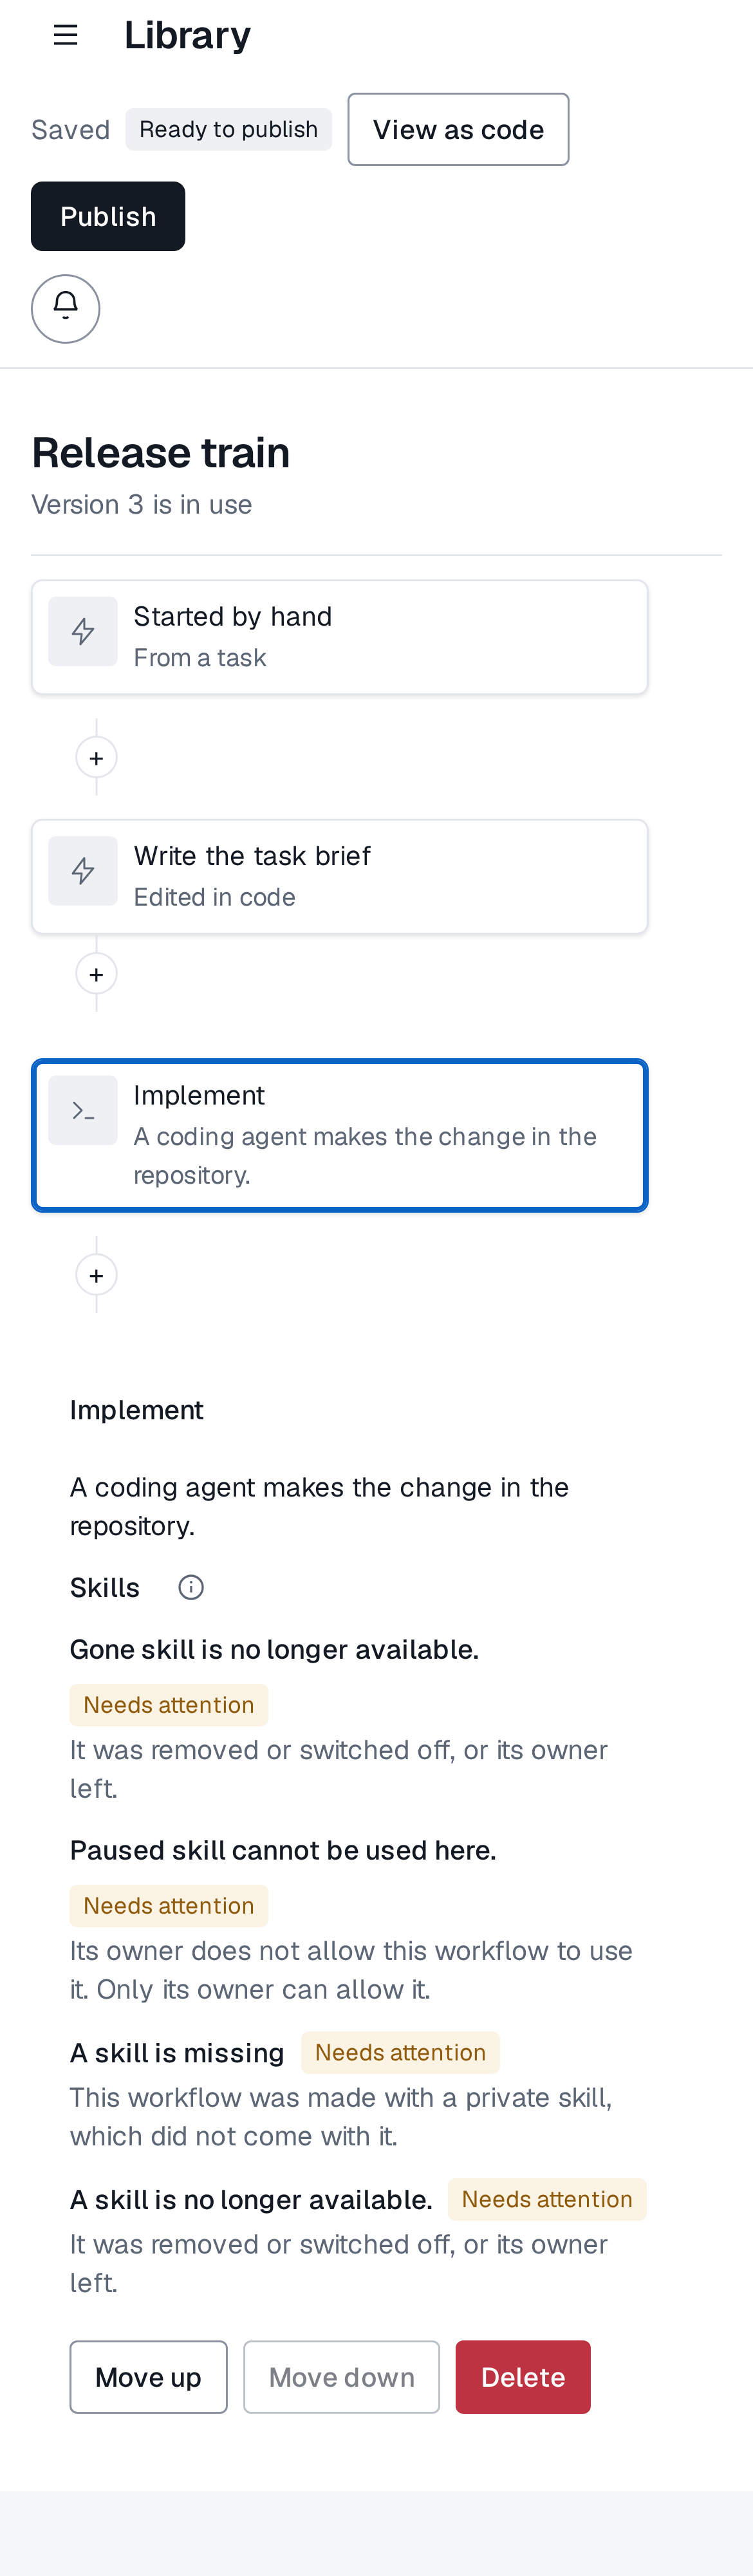 Library
Saved Ready to publish View as code
Publish
Release train
Version 3 is in use
Started by hand
From a task
+
Write the task brief
Edited in code
+
Implement
A coding agent makes the change in the
repository.
+
Implement
A coding agent makes the change in the
repository.
Skills
Gone skill is no longer available.
Needs attention
It was removed or switched off, or its owner
left.
Paused skill cannot be used here.
Needs attention
Its owner does not allow this workflow to use
it. Only its owner can allow it.
A skill is missing Needs attention
This workflow was made with a private skill,
which did not come with it.
A skill is no longer available. Needs attention
It was removed or switched off, or its owner
left.
Move up Move down Delete